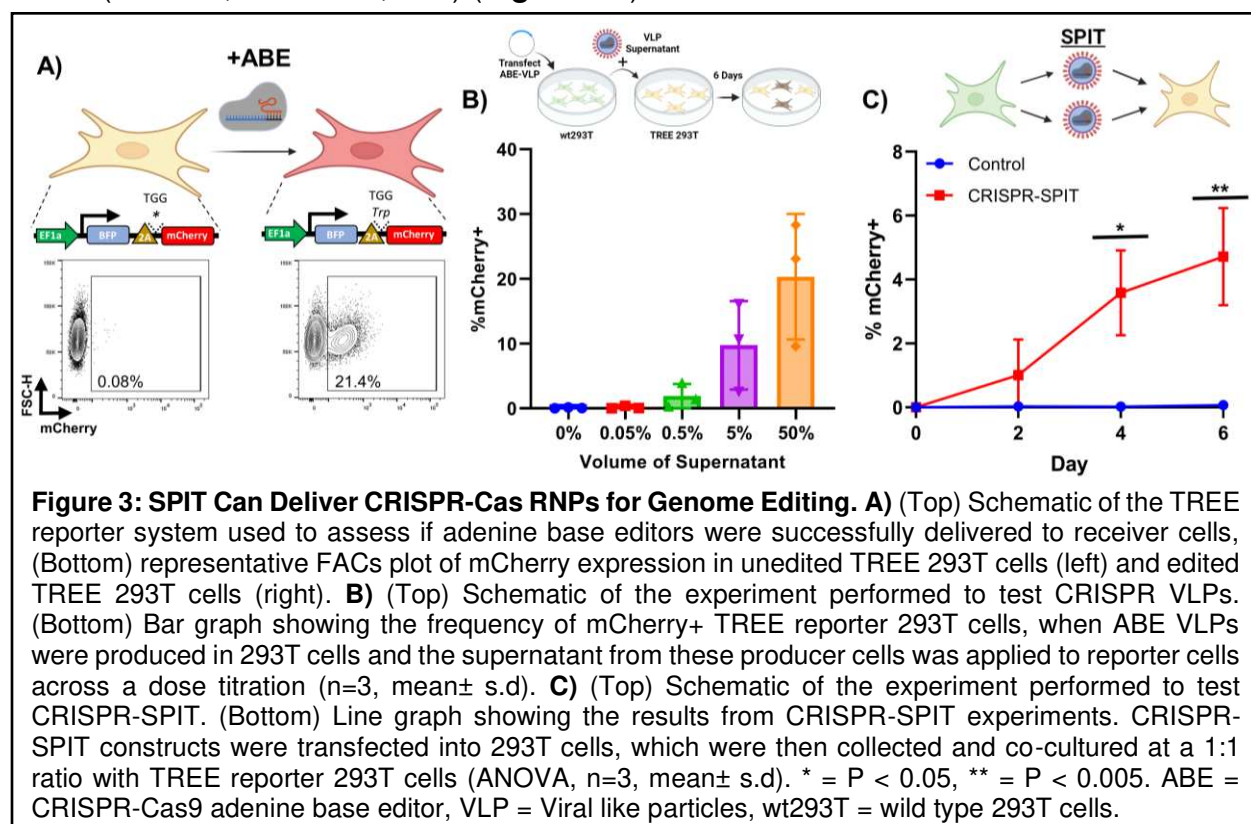 A)
+ABE
TGG
*
EF1a
BFP
2A
mCherry
TGG
Trp
EF1a
BFP
2A
mCherry
0.08%
21.4%
FSC-H
mCherry
B)
Transfect
ABE-VLP
VLP
Supernatant
+
6 Days
wt293T
TREE 293T
%mCherry+
40
30
20
10
0
0%
0.05%
0.5%
5%
50%
Volume of Supernatant
C)
SPIT
% mCherry+
8
6
4
2
0
Control
CRISPR-SPIT
*
**
0
2
4
6
Day
Figure 3: SPIT Can Deliver CRISPR-Cas RNPs for Genome Editing. A) (Top) Schematic of the TREE
reporter system used to assess if adenine base editors were successfully delivered to receiver cells,
(Bottom) representative FACs plot of mCherry expression in unedited TREE 293T cells (left) and edited
TREE 293T cells (right). B) (Top) Schematic of the experiment performed to test CRISPR VLPs.
(Bottom) Bar graph showing the frequency of mCherry+ TREE reporter 293T cells, when ABE VLPs
were produced in 293T cells and the supernatant from these producer cells was applied to reporter cells
across a dose titration (n=3, mean± s.d). C) (Top) Schematic of the experiment performed to test
CRISPR-SPIT. (Bottom) Line graph showing the results from CRISPR-SPIT experiments. CRISPR-
SPIT constructs were transfected into 293T cells, which were then collected and co-cultured at a 1:1
ratio with TREE reporter 293T cells (ANOVA, n=3, mean± s.d). * = P < 0.05, ** = P < 0.005. ABE =
CRISPR-Cas9 adenine base editor, VLP = Viral like particles, wt293T = wild type 293T cells.